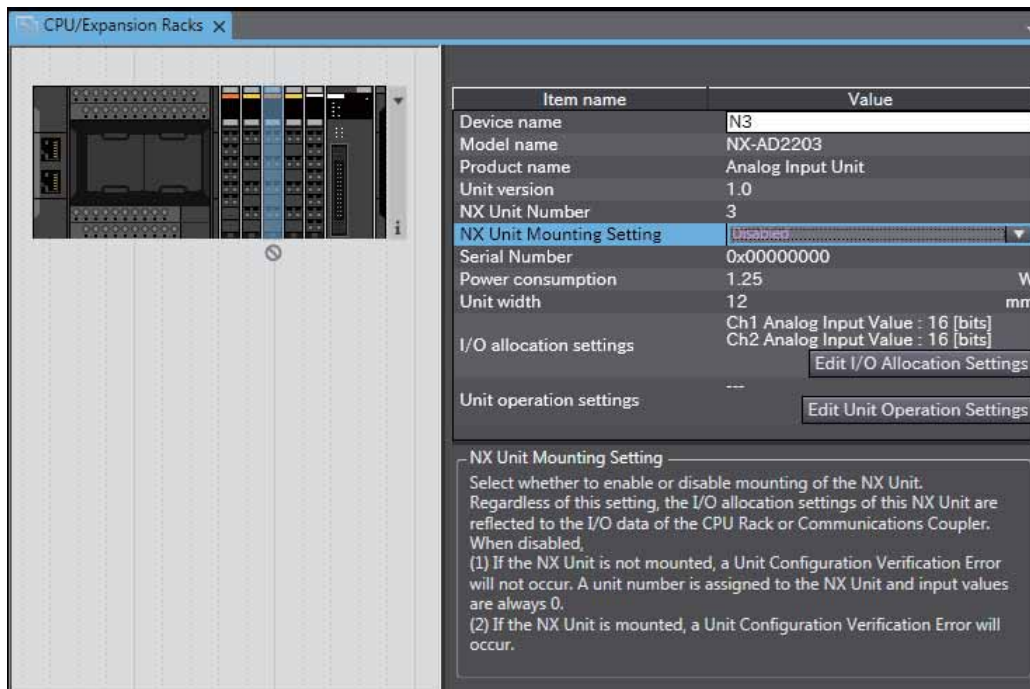 CPU/Expansion Racks
Item name Value
Device name N3
Model name NX-AD2203
Product name Analog Input Unit
Unit version 1.0
NX Unit Number 3
NX Unit Mounting Setting Disabled
Serial Number 0x00000000
Power consumption 1.25 W
Unit width 12 mm
I/O allocation settings
Ch1 Analog Input Value : 16 [bits]
Ch2 Analog Input Value : 16 [bits]
Edit I/O Allocation Settings
Unit operation settings
---
Edit Unit Operation Settings
NX Unit Mounting Setting
Select whether to enable or disable mounting of the NX Unit.
Regardless of this setting, the I/O allocation settings of this NX Unit are
reflected to the I/O data of the CPU Rack or Communications Coupler.
When disabled,
(1) If the NX Unit is not mounted, a Unit Configuration Verification Error
will not occur. A unit number is assigned to the NX Unit and input values
are always 0.
(2) If the NX Unit is mounted, a Unit Configuration Verification Error will
occur.